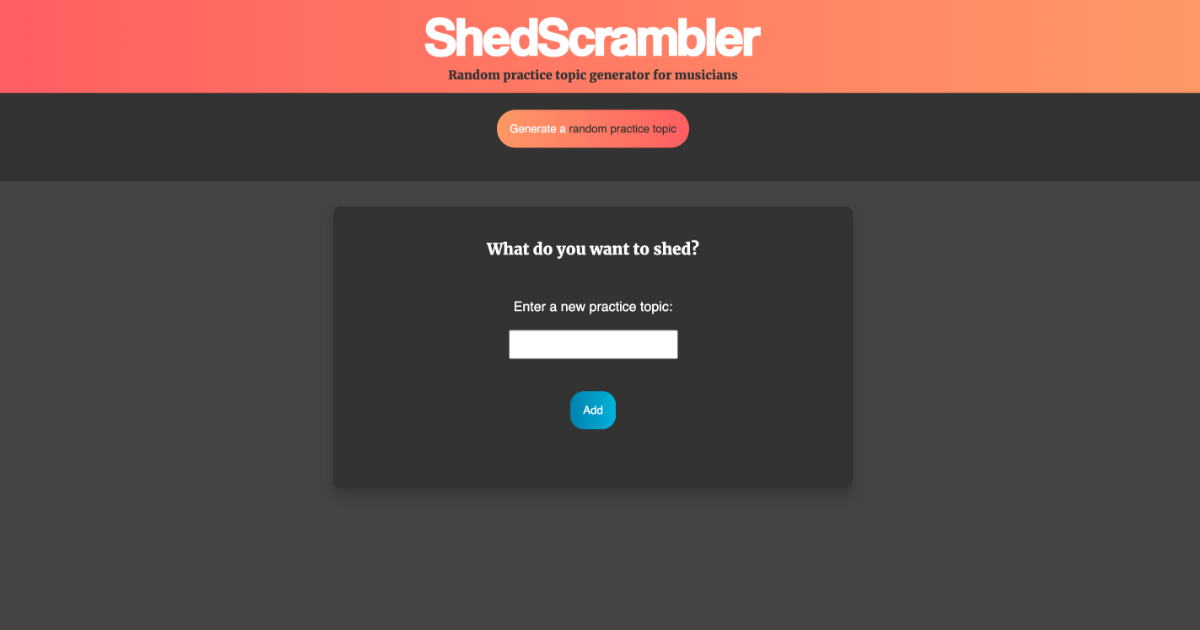 ShedScrambler
Random practice topic generator for musicians
Generate a random practice topic
What do you want to shed?
Enter a new practice topic:
Add